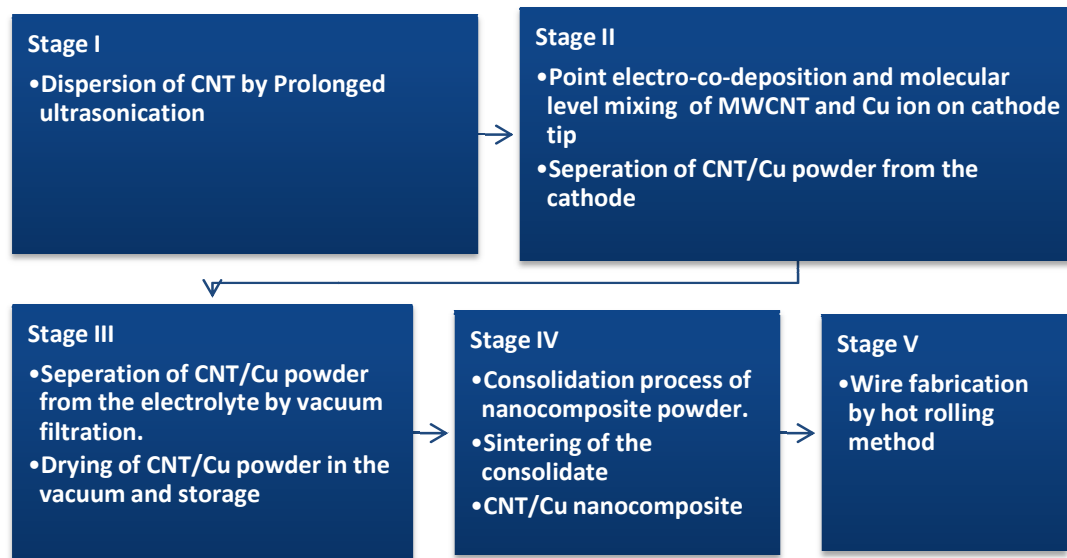 Stage I
•Dispersion of CNT by Prolonged
ultrasonication
Stage II
•Point electro-co-deposition and molecular
level mixing of MWCNT and Cu ion on cathode
tip
•Seperation of CNT/Cu powder from the
cathode
Stage III
•Seperation of CNT/Cu powder
from the electrolyte by vacuum
filtration.
•Drying of CNT/Cu powder in the
vacuum and storage
Stage IV
•Consolidation process of
nanocomposite powder.
•Sintering of the
consolidate
•CNT/Cu nanocomposite
Stage V
•Wire fabrication
by hot rolling
method